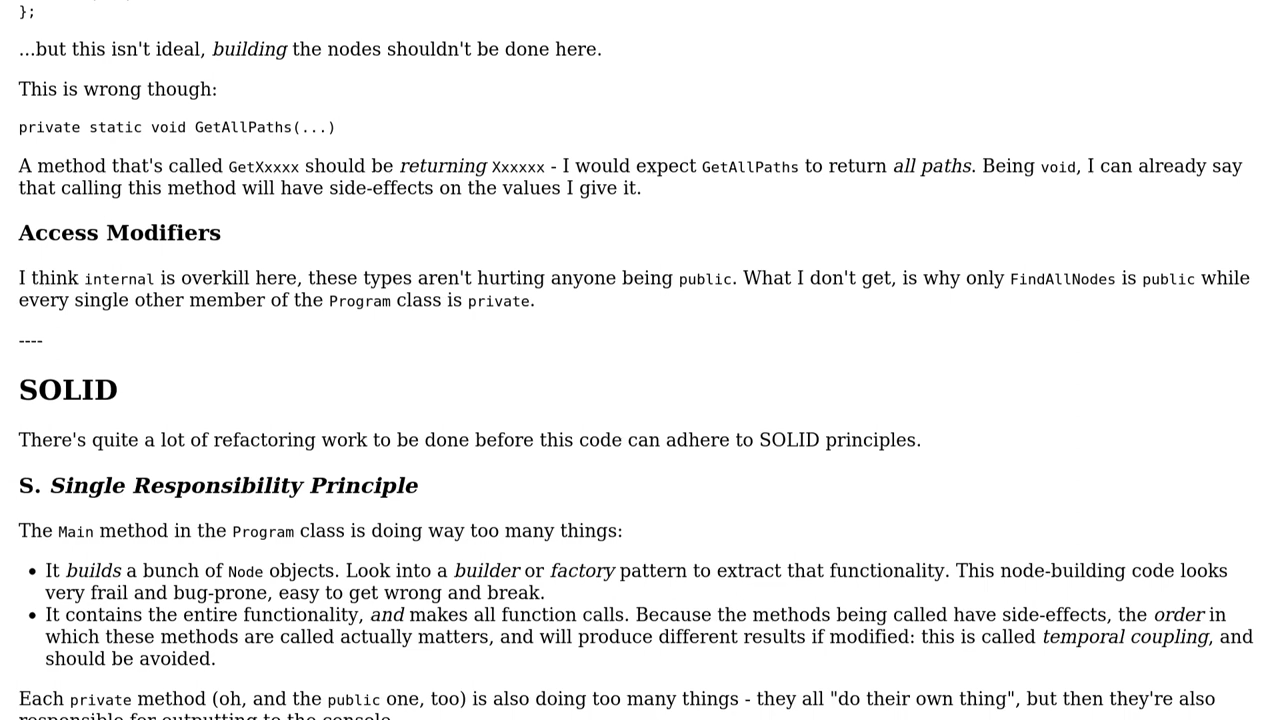 };
...but this isn't ideal, building the nodes shouldn't be done here.
This is wrong though:
private static void GetAllPaths(...)
A method that's called GetXxxxx should be returning Xxxxxx - I would expect GetAllPaths to return all paths. Being void, I can already say
that calling this method will have side-effects on the values I give it.
Access Modifiers
I think internal is overkill here, these types aren't hurting anyone being public. What I don't get, is why only FindAllNodes is public while
every single other member of the Program class is private.
----
SOLID
There's quite a lot of refactoring work to be done before this code can adhere to SOLID principles.
S. Single Responsibility Principle
The Main method in the Program class is doing way too many things:
• It builds a bunch of Node objects. Look into a builder or factory pattern to extract that functionality. This node-building code looks
very frail and bug-prone, easy to get wrong and break.
• It contains the entire functionality, and makes all function calls. Because the methods being called have side-effects, the order in
which these methods are called actually matters, and will produce different results if modified: this is called temporal coupling, and
should be avoided.
Each private method (oh, and the public one, too) is also doing too many things - they all "do their own thing", but then they're also
responsible for outputting to the console.